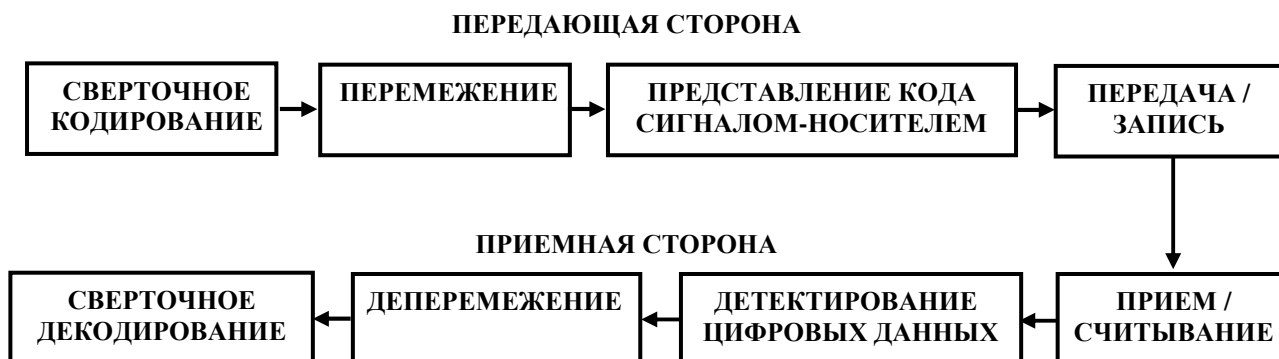 ПЕРЕДАЮЩАЯ СТОРОНА
СВЕРТОЧНОЕ
КОДИРОВАНИЕ
ПЕРЕМЕЖЕНИЕ
ПРЕДСТАВЛЕНИЕ КОДА
СИГНАЛОМ-НОСИТЕЛЕМ
ПЕРЕДАЧА /
ЗАПИСЬ
ПРИЕМНАЯ СТОРОНА
СВЕРТОЧНОЕ
ДЕКОДИРОВАНИЕ
ДЕПЕРЕМЕЖЕНИЕ
ДЕТЕКТИРОВАНИЕ
ЦИФРОВЫХ ДАННЫХ
ПРИЕМ /
СЧИТЫВАНИЕ